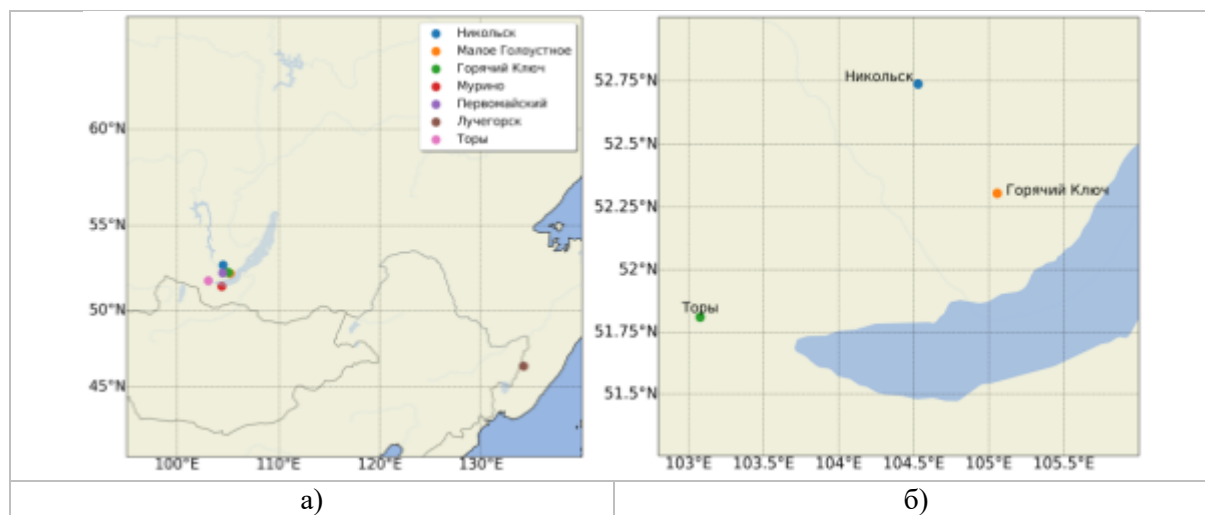 Никольск
Малое Голоустное
Горячий Ключ
Мурино
Первомайский
Лучегорск
Торы
60°N
55°N
50°N
45°N
100°E 110°E 120°E 130°E
52.75°N
52.5°N
52.25°N
52°N
51.75°N
51.5°N
Никольск
Горячий Ключ
Торы
103°E 103.5°E 104°E 104.5°E 105°E 105.5°E
а) б)